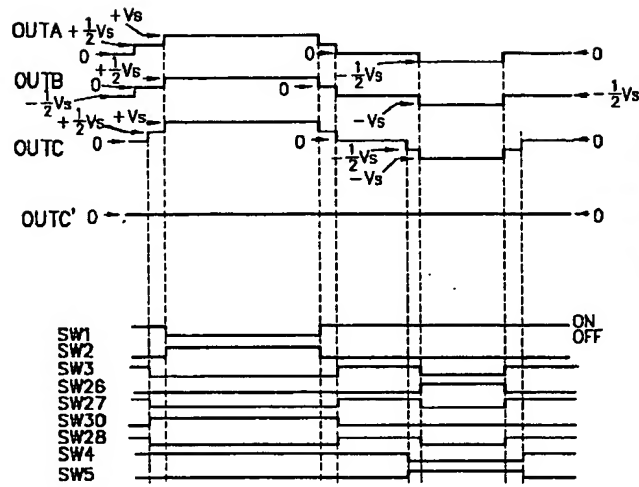 +Vs
OUTA +½Vs
0 0 0
+½Vs -½Vs
OUTB 0 0
-½Vs -Vs -½Vs
+½Vs +Vs
OUTC 0 0
-½Vs
-Vs
OUTC' 0 0
SW1 ON
OFF
SW2
SW3
SW26
SW27
SW30
SW28
SW4
SW5